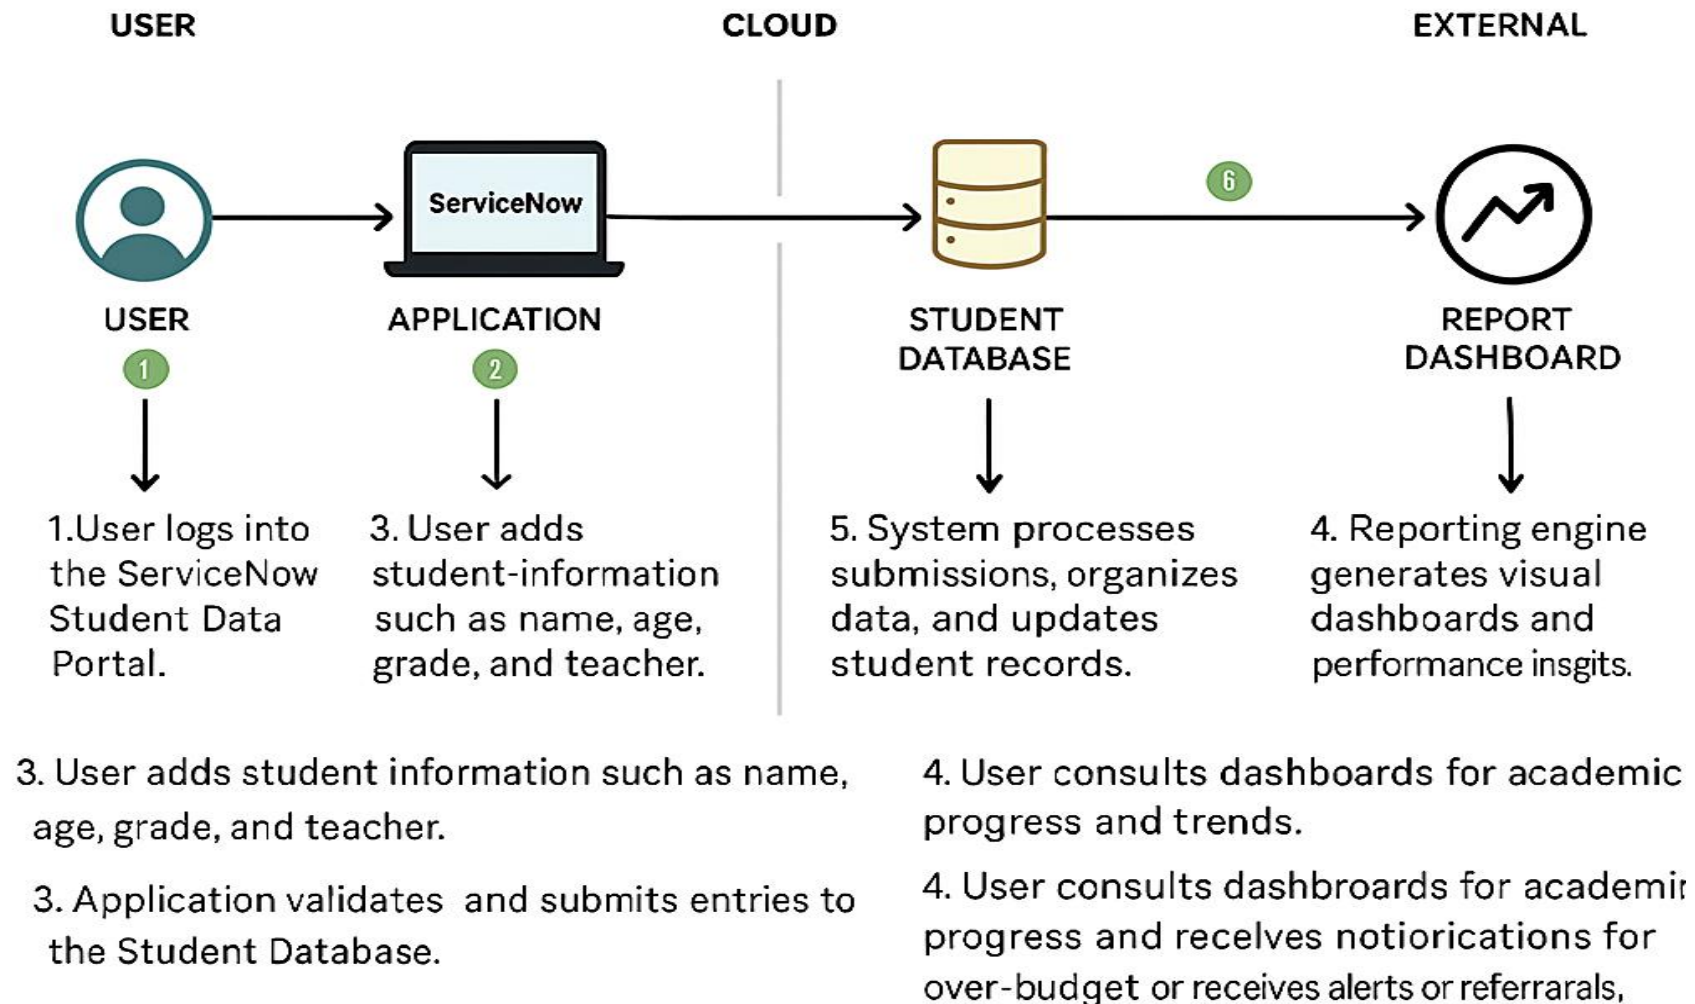 USER
CLOUD
EXTERNAL
ServiceNow
6
USER
APPLICATION
STUDENT
DATABASE
REPORT
DASHBOARD
1
2
1.User logs into
the ServiceNow
Student Data
Portal.
3. User adds
student-information
such as name, age,
grade, and teacher.
5. System processes
submissions, organizes
data, and updates
student records.
4. Reporting engine
generates visual
dashboards and
performance insgits.
3. User adds student information such as name,
age, grade, and teacher.
3. Application validates and submits entries to
the Student Database.
4. User consults dashboards for academic
progress and trends.
4. User consults dashbroards for academir
progress and recelves notiorications for
over-budget or receives alerts or referrarals,